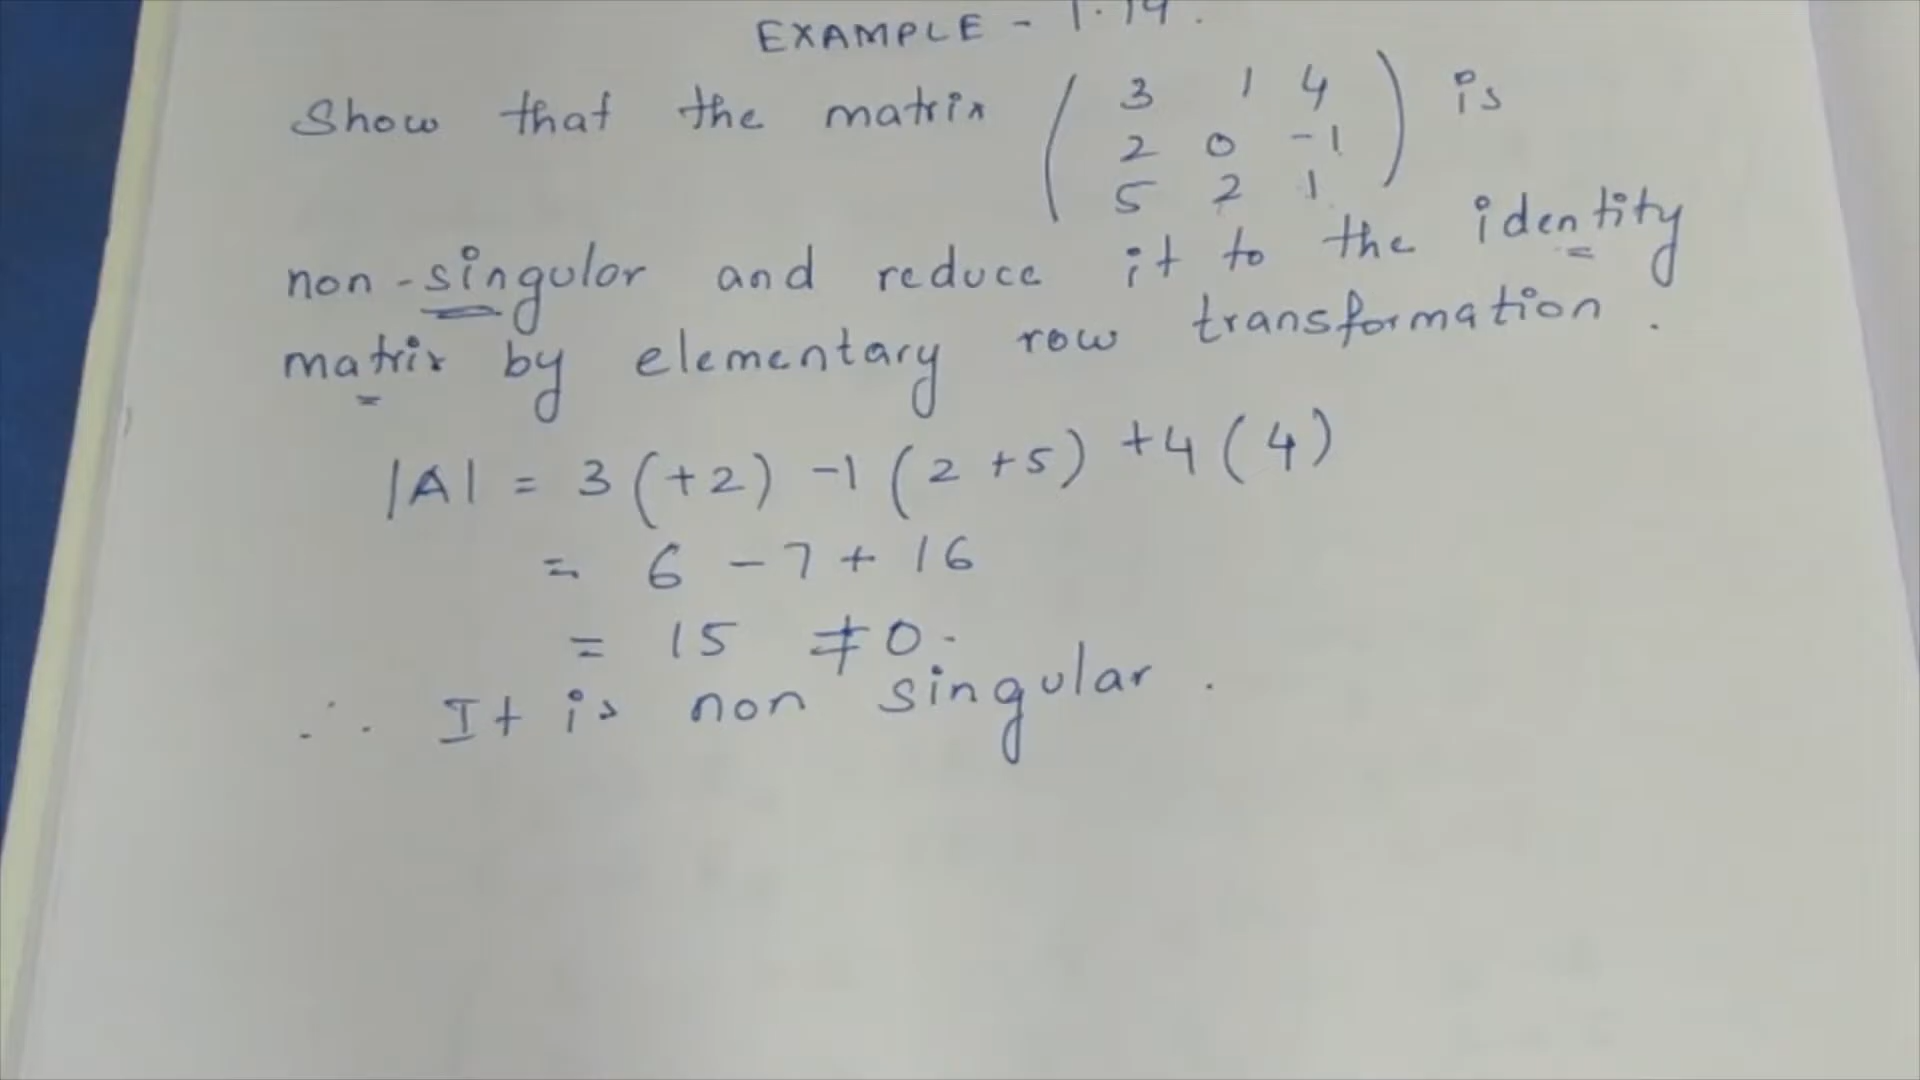 EXAMPLE - 1.19.
Show that the matrix ( 3 1 4 ) is
2 0 -1
5 2 1
non-singular and reduce it to the identity
matrix by elementary row transformation.
|A| = 3(+2) -1(2+5) +4(4)
= 6 - 7 + 16
= 15 ≠ 0.
∴ It is non singular.